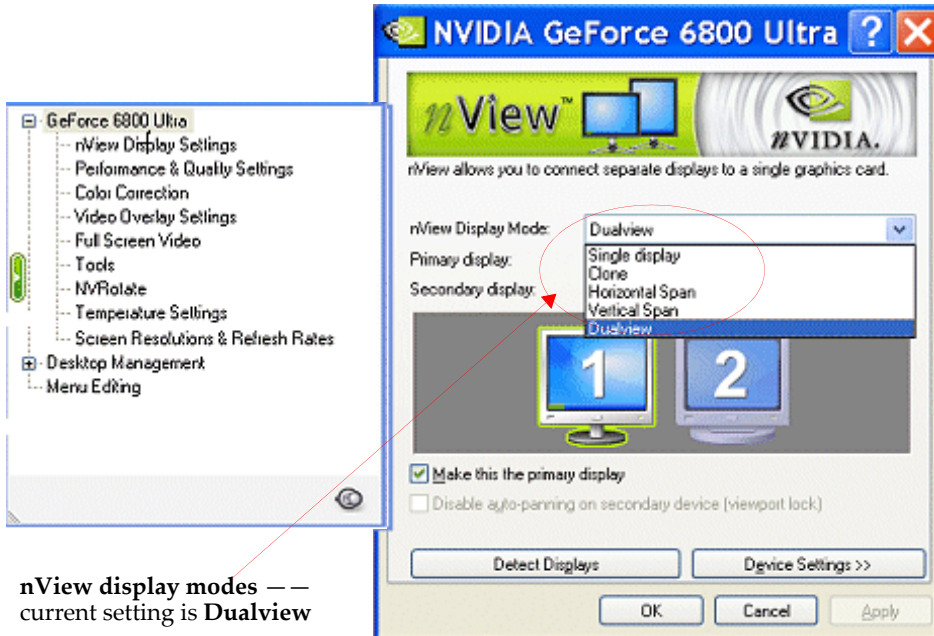 GeForce 6800 Ultra
nView Display Settings
Performance & Quality Settings
Color Correction
Video Overlay Settings
Full Screen Video
Tools
NVRotate
Temperature Settings
Screen Resolutions & Refresh Rates
Desktop Management
Menu Editing
nView display modes — —
current setting is Dualview
NVIDIA GeForce 6800 Ultra
nView™
nVIDIA.
nView allows you to connect separate displays to a single graphics card.
nView Display Mode: Dualview
Primary display:
Secondary display:
Single display
Clone
Horizontal Span
Vertical Span
Dualview
1 2
Make this the primary display
Disable auto-panning on secondary device (viewport lock)
Detect Displays Device Settings >>
OK Cancel Apply